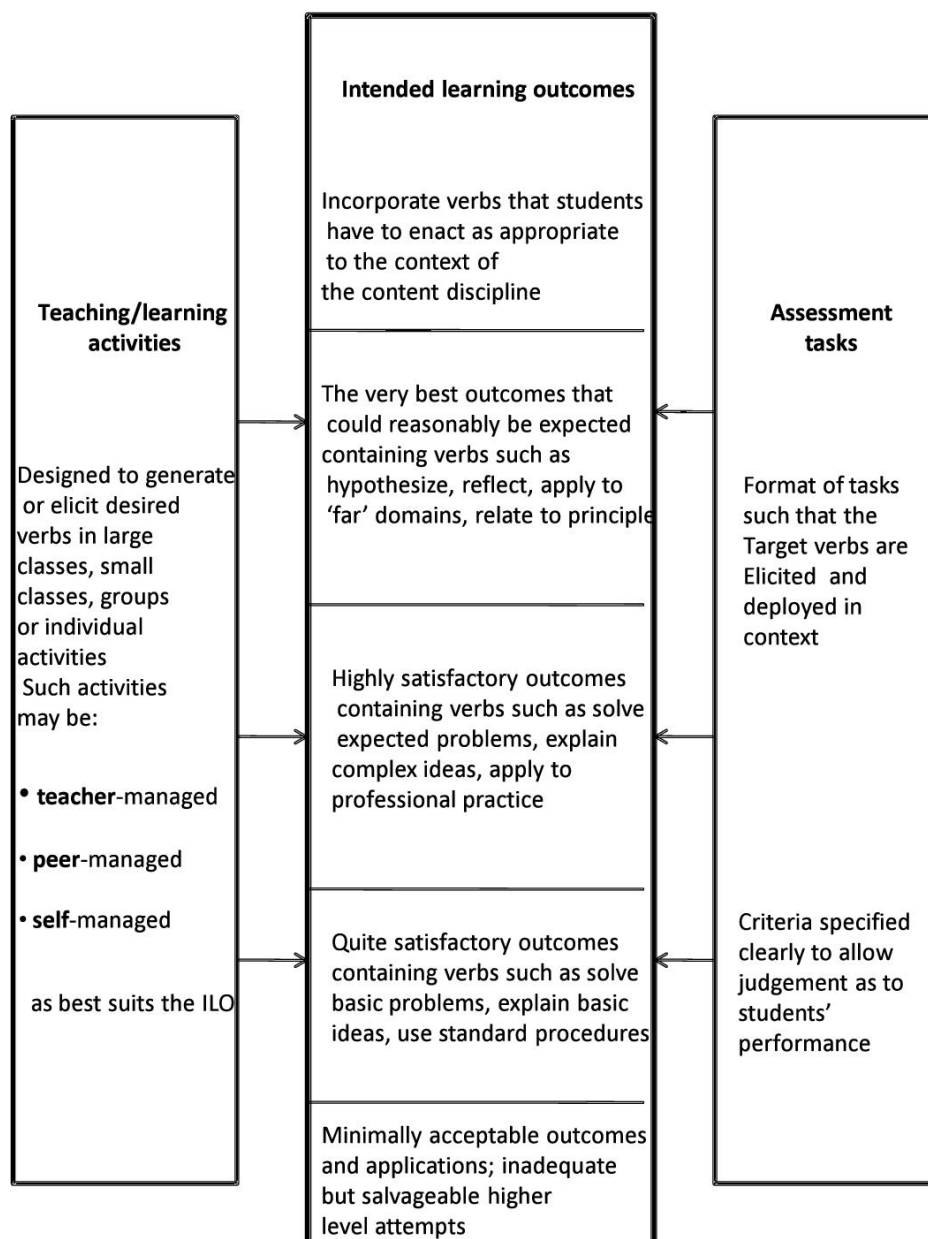 Teaching/learning
activities
Designed to generate
or elicit desired
verbs in large
classes, small
classes, groups
or individual
activities
Such activities
may be:
• teacher-managed
• peer-managed
• self-managed
as best suits the ILO
Intended learning outcomes
Incorporate verbs that students
have to enact as appropriate
to the context of
the content discipline
The very best outcomes that
could reasonably be expected
containing verbs such as
hypothesize, reflect, apply to
‘far’ domains, relate to principle
Highly satisfactory outcomes
containing verbs such as solve
expected problems, explain
complex ideas, apply to
professional practice
Quite satisfactory outcomes
containing verbs such as solve
basic problems, explain basic
ideas, use standard procedures
Minimally acceptable outcomes
and applications; inadequate
but salvageable higher
level attempts
Assessment
tasks
Format of tasks
such that the
Target verbs are
Elicited and
deployed in
context
Criteria specified
clearly to allow
judgement as to
students’
performance